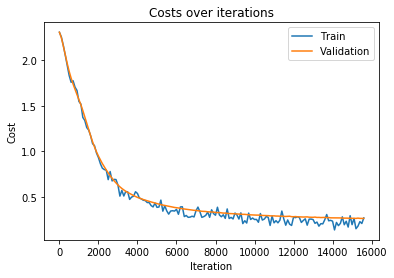 Costs over iterations
Train
Validation
2.0
1.5
1.0
0.5
Cost
0 2000 4000 6000 8000 10000 12000 14000 16000
Iteration